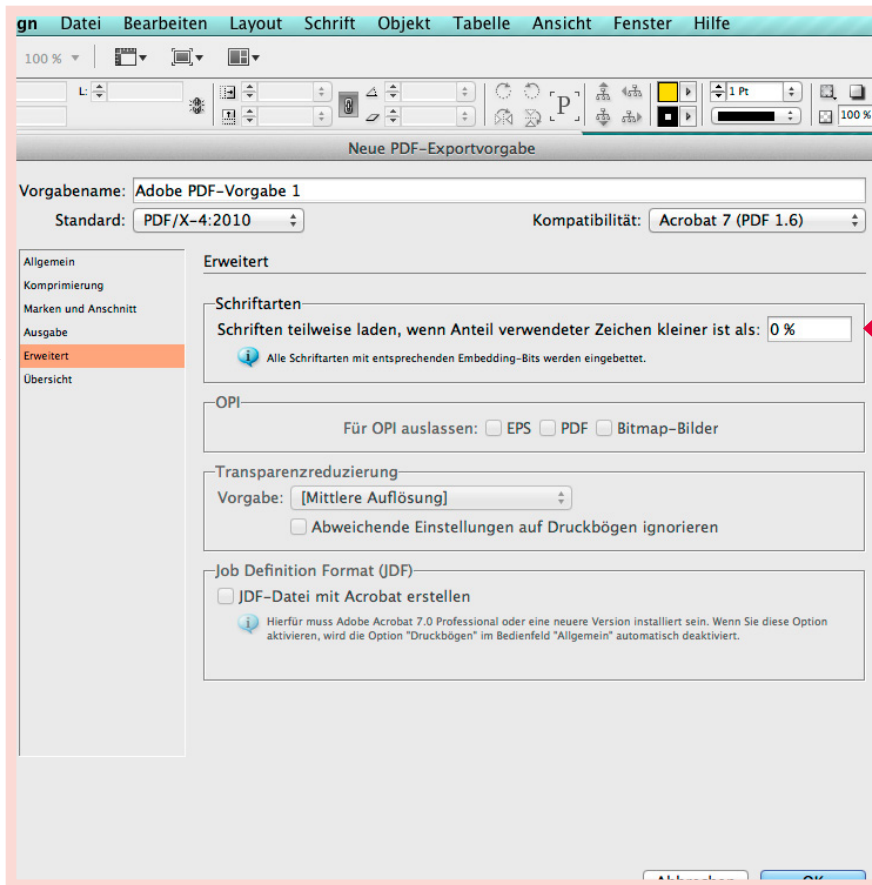 gn Datei Bearbeiten Layout Schrift Objekt Tabelle Ansicht Fenster Hilfe
100 %
L:
P
1 Pt
100 %
Neue PDF-Exportvorgabe
Vorgabename: Adobe PDF-Vorgabe 1
Standard: PDF/X-4:2010 Kompatibilität: Acrobat 7 (PDF 1.6)
Allgemein
Komprimierung
Marken und Anschnitt
Ausgabe
Erweitert
Übersicht
Erweitert
Schriftarten
Schriften teilweise laden, wenn Anteil verwendeter Zeichen kleiner ist als: 0 %
Alle Schriftarten mit entsprechenden Embedding-Bits werden eingebettet.
OPI
Für OPI auslassen: EPS PDF Bitmap-Bilder
Transparenzreduzierung
Vorgabe: [Mittlere Auflösung]
Abweichende Einstellungen auf Druckbögen ignorieren
Job Definition Format (JDF)
JDF-Datei mit Acrobat erstellen
Hierfür muss Adobe Acrobat 7.0 Professional oder eine neuere Version installiert sein. Wenn Sie diese Option
aktivieren, wird die Option "Druckbögen" im Bedienfeld "Allgemein" automatisch deaktiviert.
Abbrechen OK